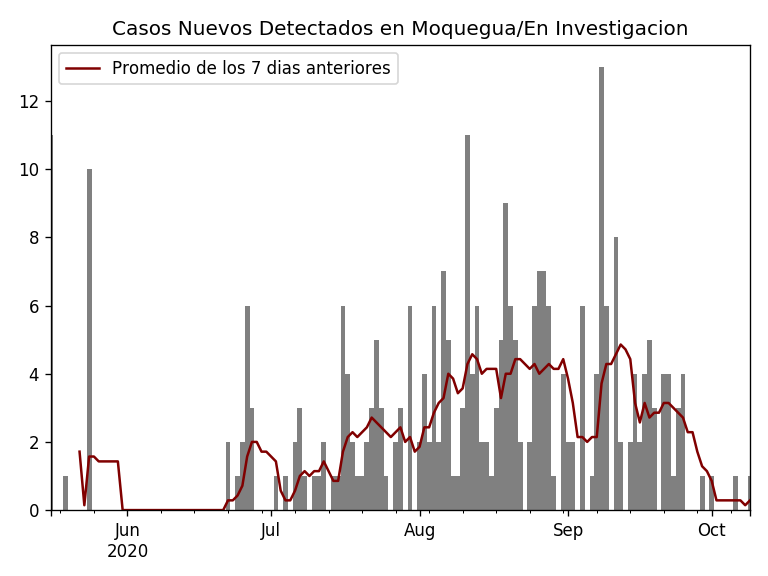 Casos Nuevos Detectados en Moquegua/En Investigacion
Promedio de los 7 dias anteriores
12
10
8
6
4
2
0
Jun
2020
Jul
Aug
Sep
Oct